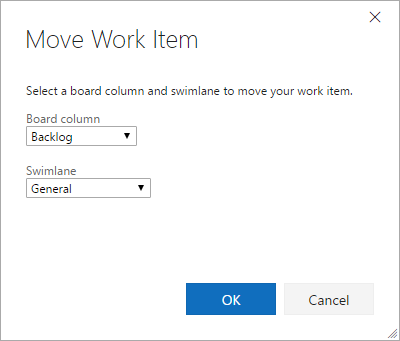 Move Work Item
Select a board column and swimlane to move your work item.
Board column
Backlog
Swimlane
General
OK
Cancel